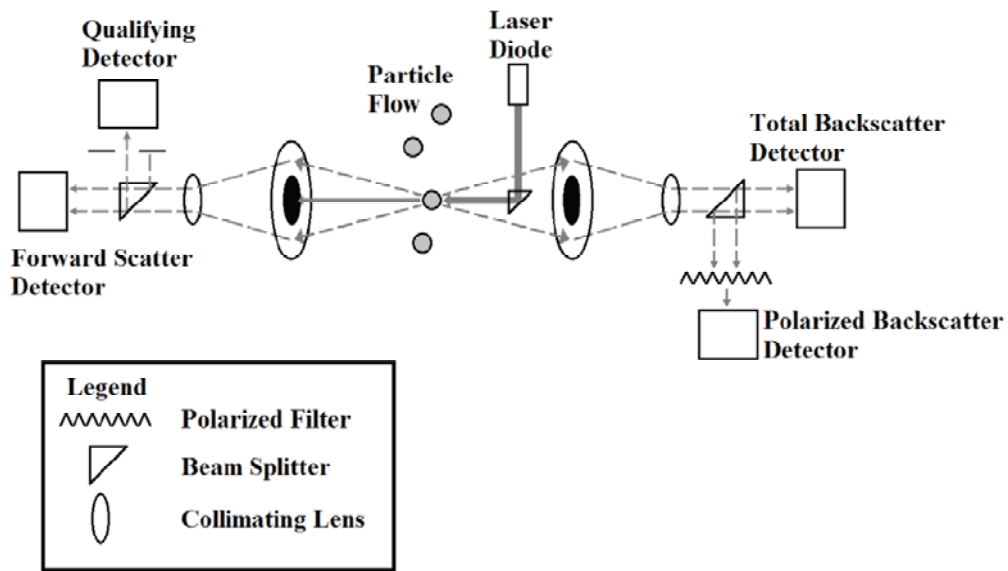 Qualifying
Detector
Particle
Flow
Laser
Diode
Total Backscatter
Detector
Forward Scatter
Detector
Polarized Backscatter
Detector
Legend
Polarized Filter
Beam Splitter
Collimating Lens